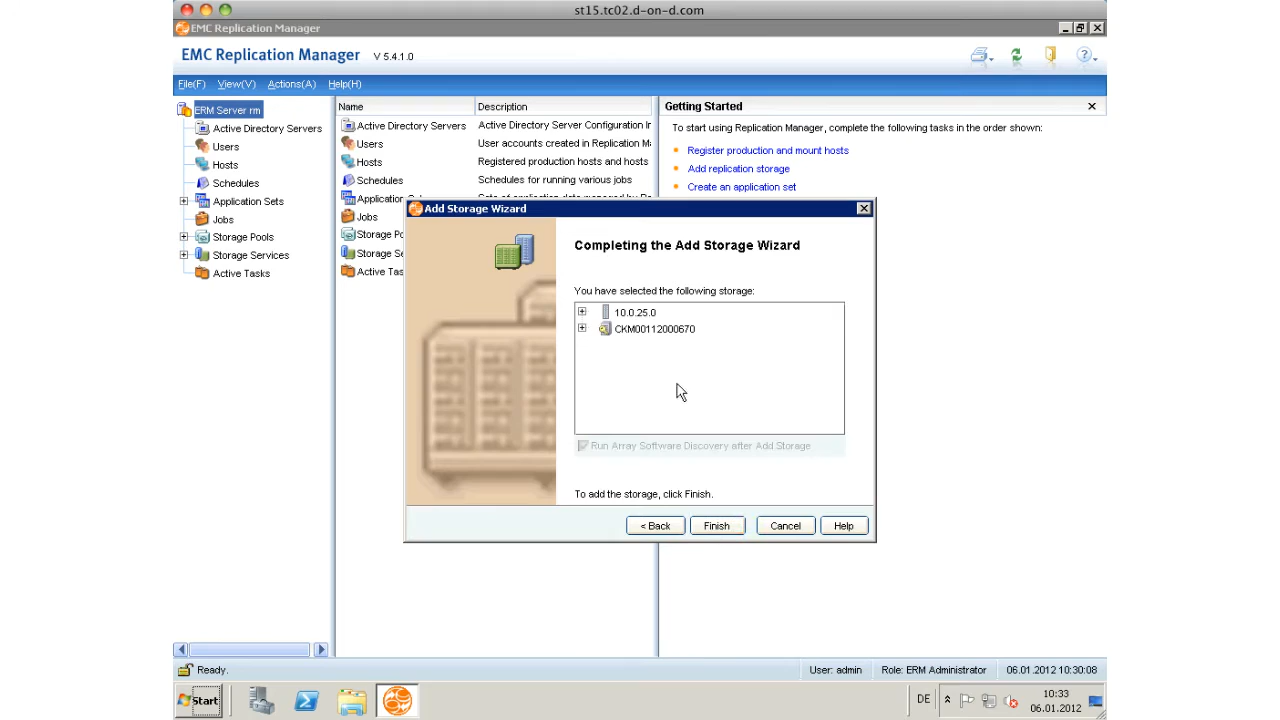 st15.tc02.d-on-d.com
EMC Replication Manager
EMC Replication Manager V 5.4.1.0
File(F) View(V) Actions(A) Help(H)
ERM Server rm
Active Directory Servers
Users
Hosts
Schedules
Application Sets
Jobs
Storage Pools
Storage Services
Active Tasks
Name Description
Active Directory Servers Active Directory Server Configuration I
Users User accounts created in Replication M
Hosts Registered production hosts and hosts
Schedules Schedules for running various jobs
Application
Jobs
Storage Po
Storage Se
Active Tas
Getting Started
To start using Replication Manager, complete the following tasks in the order shown:
Register production and mount hosts
Add replication storage
Create an application set
Add Storage Wizard
Completing the Add Storage Wizard
You have selected the following storage:
10.0.25.0
CKM00112000670
Run Array Software Discovery after Add Storage
To add the storage, click Finish.
< Back Finish Cancel Help
Ready.
User: admin Role: ERM Administrator 06.01.2012 10:30:08
Start
DE
10:33
06.01.2012